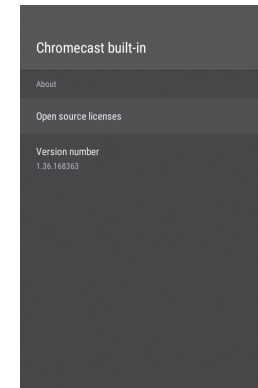 Chromecast built-in
About
Open source licenses
Version number
1.36.168363